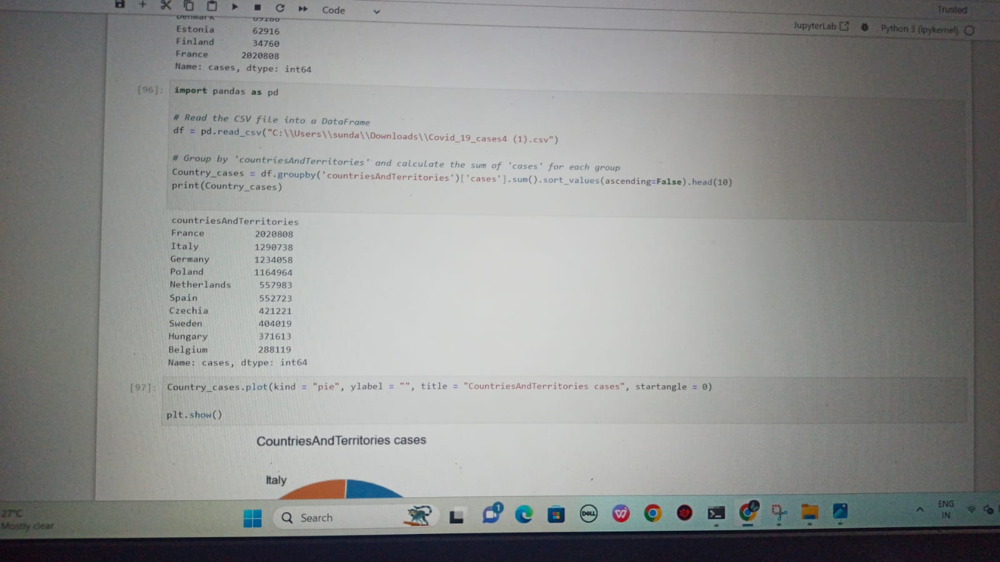 Code
Trusted
JupyterLab
Python 3 (ipykernel)
Denmark 69160
Estonia 62916
Finland 34760
France 2020808
Name: cases, dtype: int64
[96]:
import pandas as pd
# Read the CSV file into a DataFrame
df = pd.read_csv("C:\\Users\\sunda\\Downloads\\Covid_19_cases4 (1).csv")
# Group by 'countriesAndTerritories' and calculate the sum of 'cases' for each group
Country_cases = df.groupby('countriesAndTerritories')['cases'].sum().sort_values(ascending=False).head(10)
print(Country_cases)
countriesAndTerritories
France 2020808
Italy 1290738
Germany 1234058
Poland 1164964
Netherlands 557983
Spain 552723
Czechia 421221
Sweden 404019
Hungary 371613
Belgium 288119
Name: cases, dtype: int64
[97]:
Country_cases.plot(kind = "pie", ylabel = "", title = "CountriesAndTerritories cases", startangle = 0)
plt.show()
CountriesAndTerritories cases
Italy
27°C
Mostly clear
Search
1
DELL
ENG
IN